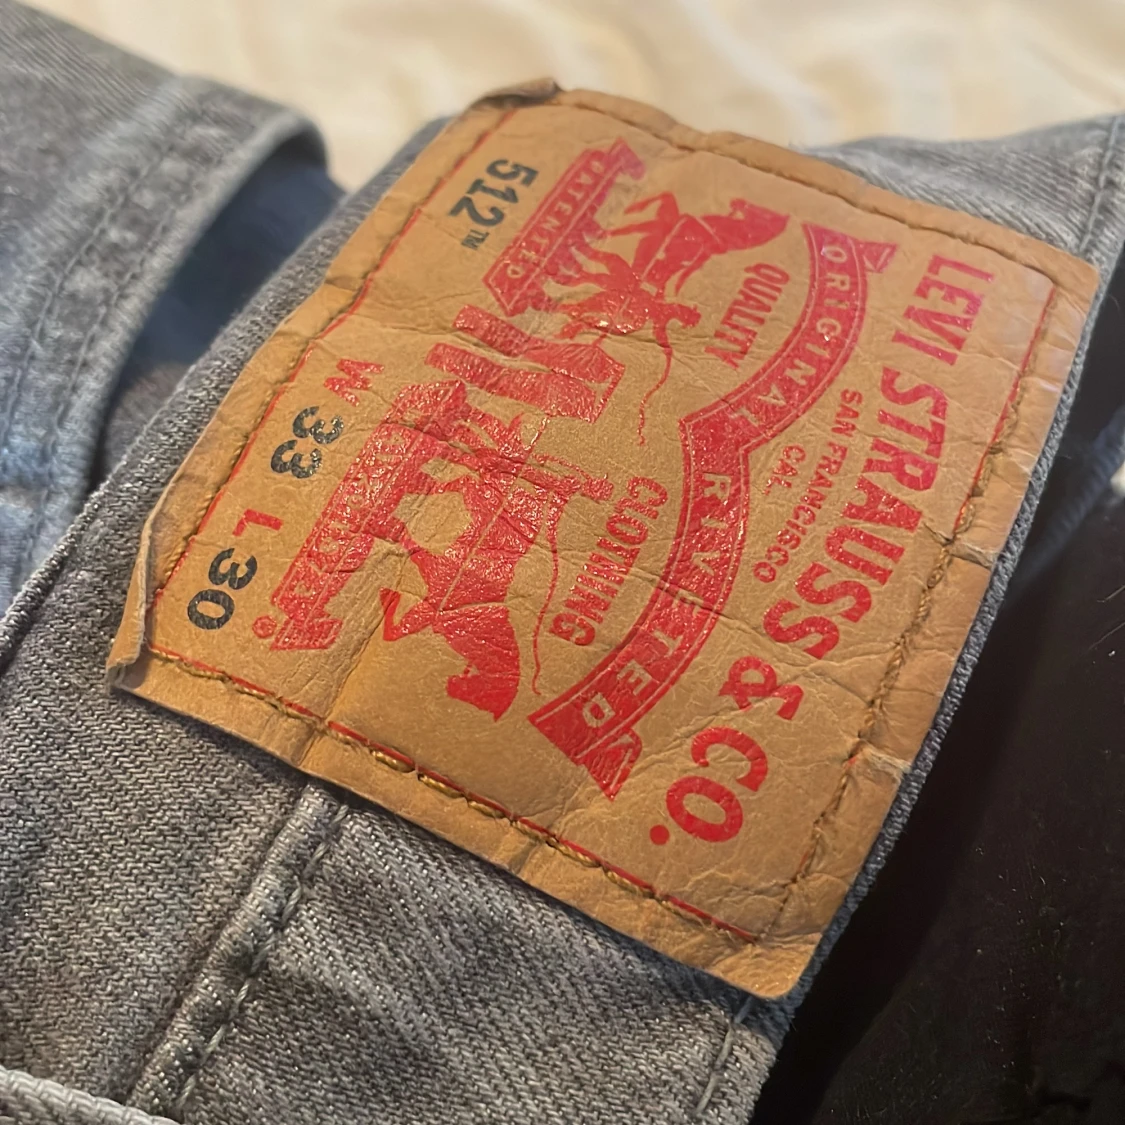 LEVI STRAUSS & CO.
SAN FRANCISCO
CAL.
ORIGINAL RIVETED
QUALITY CLOTHING
PATENTED
512™ W 33 L 30